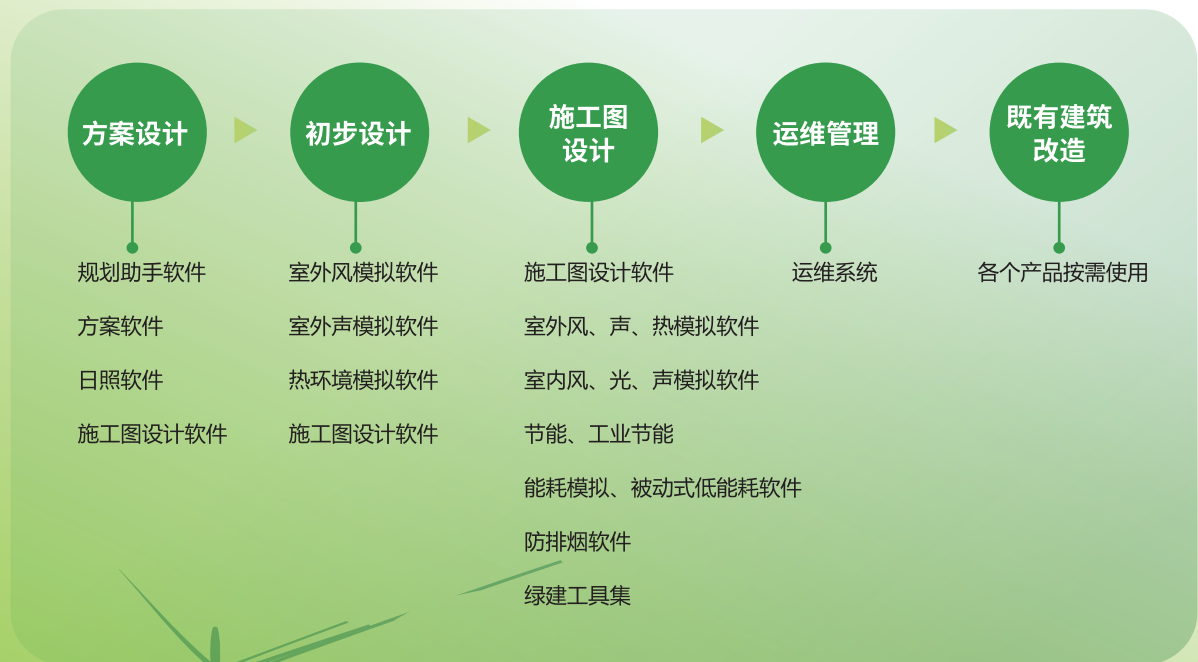 方案设计
初步设计
施工图
设计
运维管理
既有建筑
改造
规划助手软件
方案软件
日照软件
施工图设计软件
室外风模拟软件
室外声模拟软件
热环境模拟软件
施工图设计软件
施工图设计软件
室外风、声、热模拟软件
室内风、光、声模拟软件
节能、工业节能
能耗模拟、被动式低能耗软件
防排烟软件
绿建工具集
运维系统
各个产品按需使用